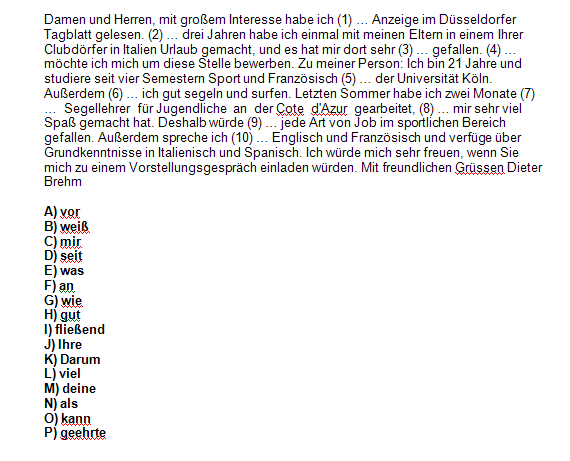 Damen und Herren, mit großem Interesse habe ich (1) … Anzeige im Düsseldorfer
Tagblatt gelesen. (2) … drei Jahren habe ich einmal mit meinen Eltern in einem Ihrer
Clubdörfer in Italien Urlaub gemacht, und es hat mir dort sehr (3) … gefallen. (4) …
möchte ich mich um diese Stelle bewerben. Zu meiner Person: Ich bin 21 Jahre und
studiere seit vier Semestern Sport und Französisch (5) … der Universität Köln.
Außerdem (6) … ich gut segeln und surfen. Letzten Sommer habe ich zwei Monate (7)
… Segellehrer für Jugendliche an der Çote d'Azur gearbeitet, (8) … mir sehr viel
Spaß gemacht hat. Deshalb würde (9) … jede Art von Job im sportlichen Bereich
gefallen. Außerdem spreche ich (10) … Englisch und Französisch und verfüge über
Grundkenntnisse in Italienisch und Spanisch. Ich würde mich sehr freuen, wenn Sie
mich zu einem Vorstellungsgespräch einladen würden. Mit freundlichen Grüssen Dieter
Brehm
A) vor
B) weiß
C) mir
D) seit
E) was
F) an
G) wie
H) gut
I) fließend
J) Ihre
K) Darum
L) viel
M) deine
N) als
O) kann
P) geehrte